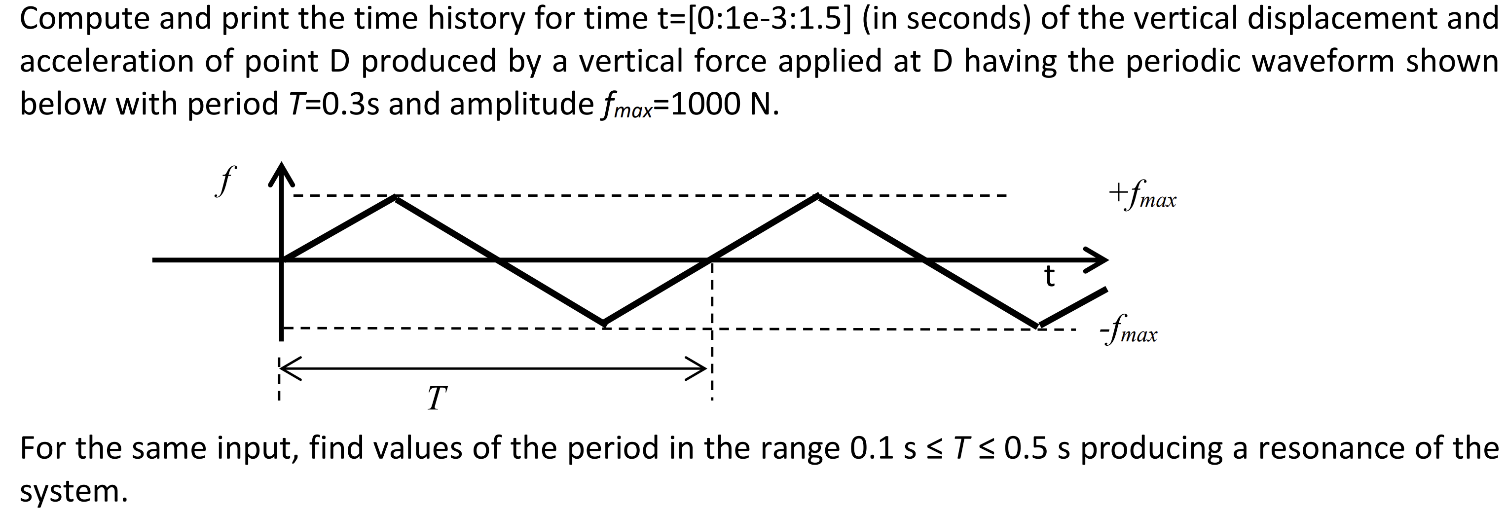 Compute and print the time history for time t=[0:1e-3:1.5] (in seconds) of the vertical displacement and
acceleration of point D produced by a vertical force applied at D having the periodic waveform shown
below with period T=0.3s and amplitude fmax=1000 N.
f
+fmax
t
-fmax
T
For the same input, find values of the period in the range 0.1 s ≤ T ≤ 0.5 s producing a resonance of the
system.